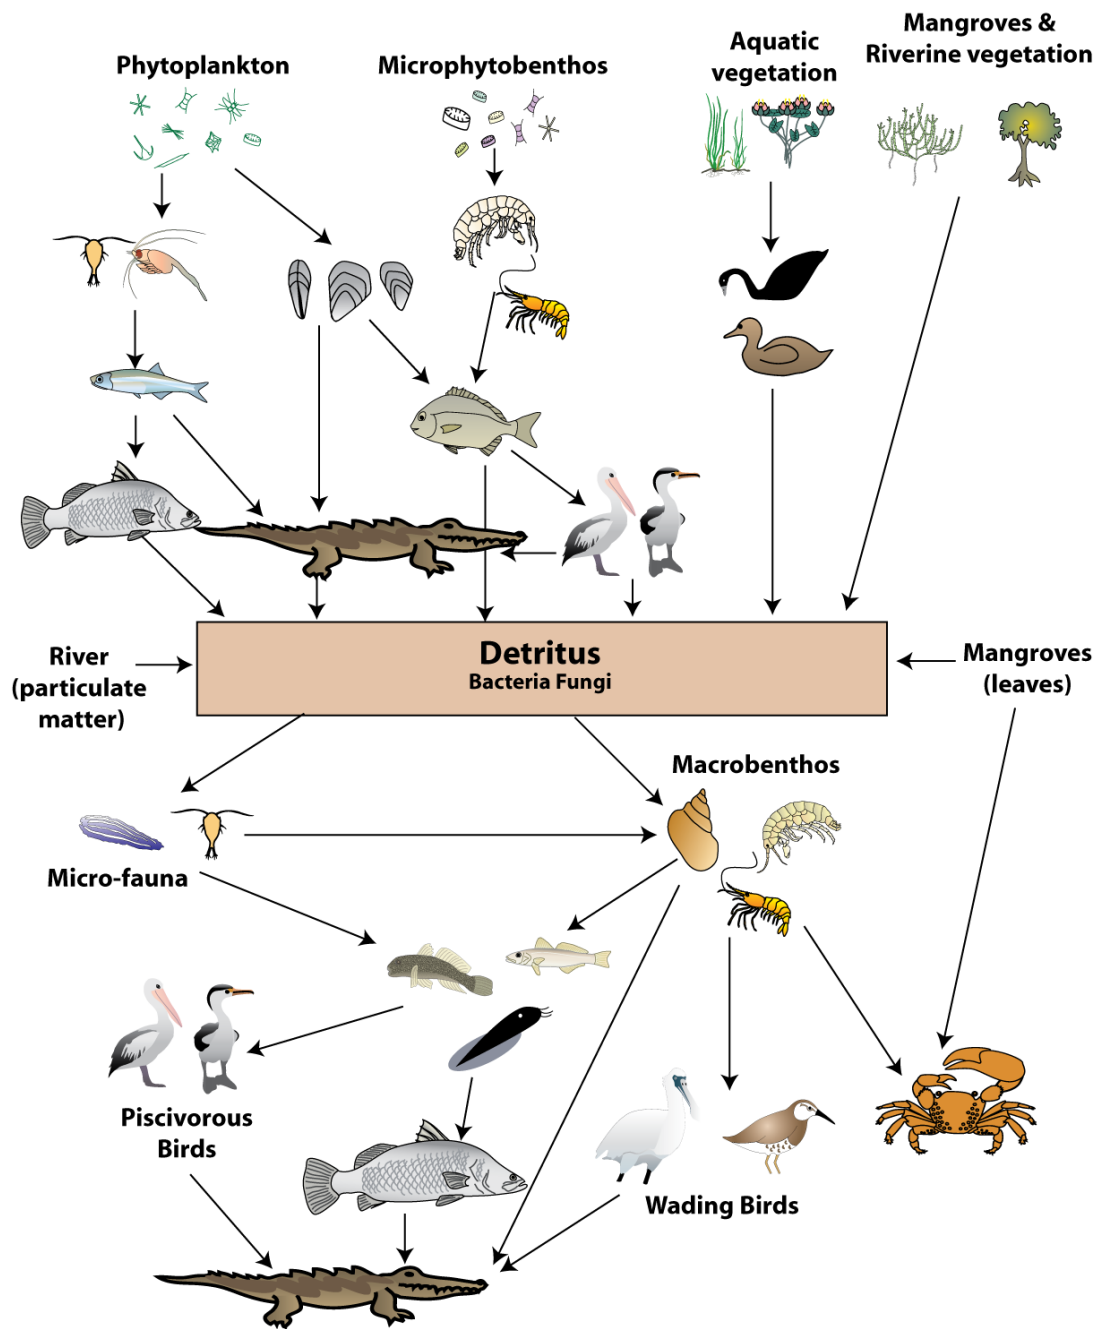 Mangroves &
Riverine vegetation
Aquatic
vegetation
Phytoplankton
Microphytobenthos
Detritus
Bacteria Fungi
River
(particulate
matter)
Mangroves
(leaves)
Macrobenthos
Micro-fauna
Piscivorous
Birds
Wading Birds